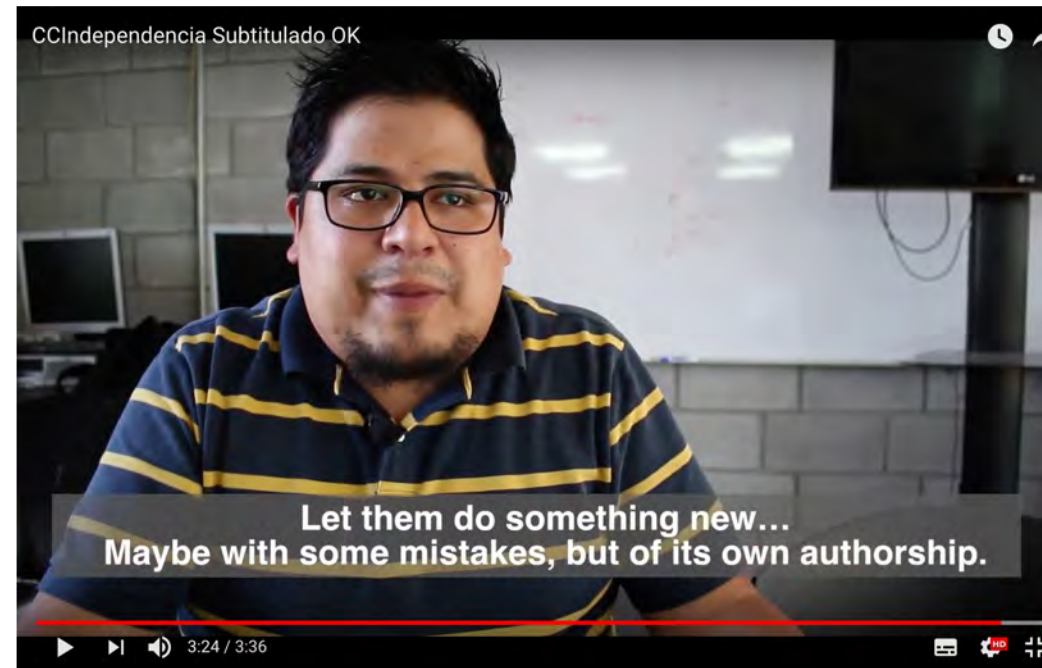 CCIndependencia Subtitulado OK
Let them do something new…
Maybe with some mistakes, but of its own authorship.
3:24 / 3:36
HD